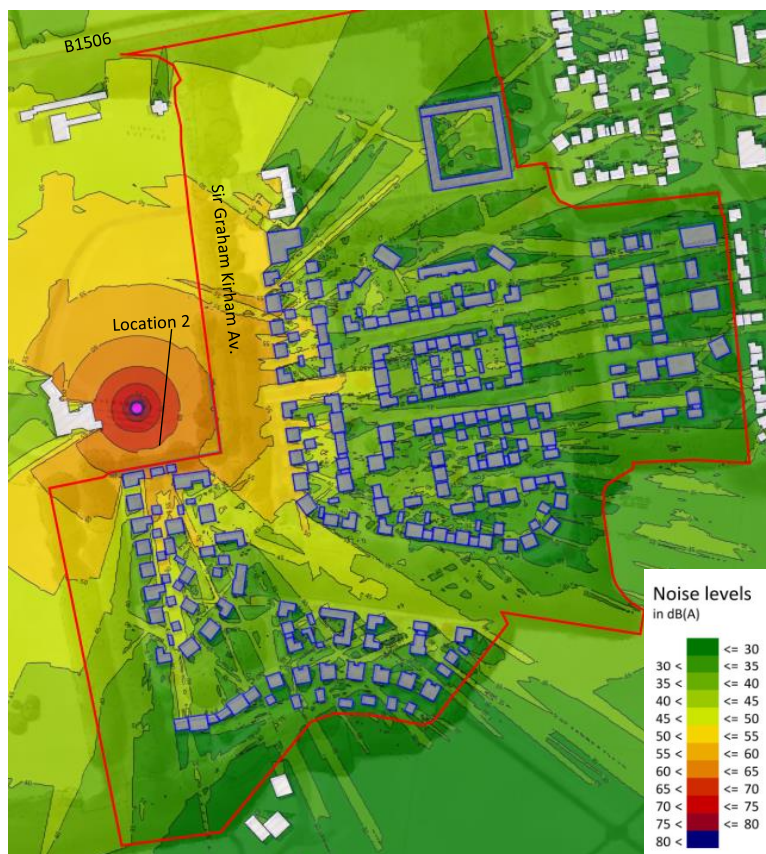 B1506
Sir Graham Kirham Av.
Location 2
Noise levels
in dB(A)
<= 30
30 < <= 35
35 < <= 40
40 < <= 45
45 < <= 50
50 < <= 55
55 < <= 60
60 < <= 65
65 < <= 70
70 < <= 75
75 < <= 80
80 <